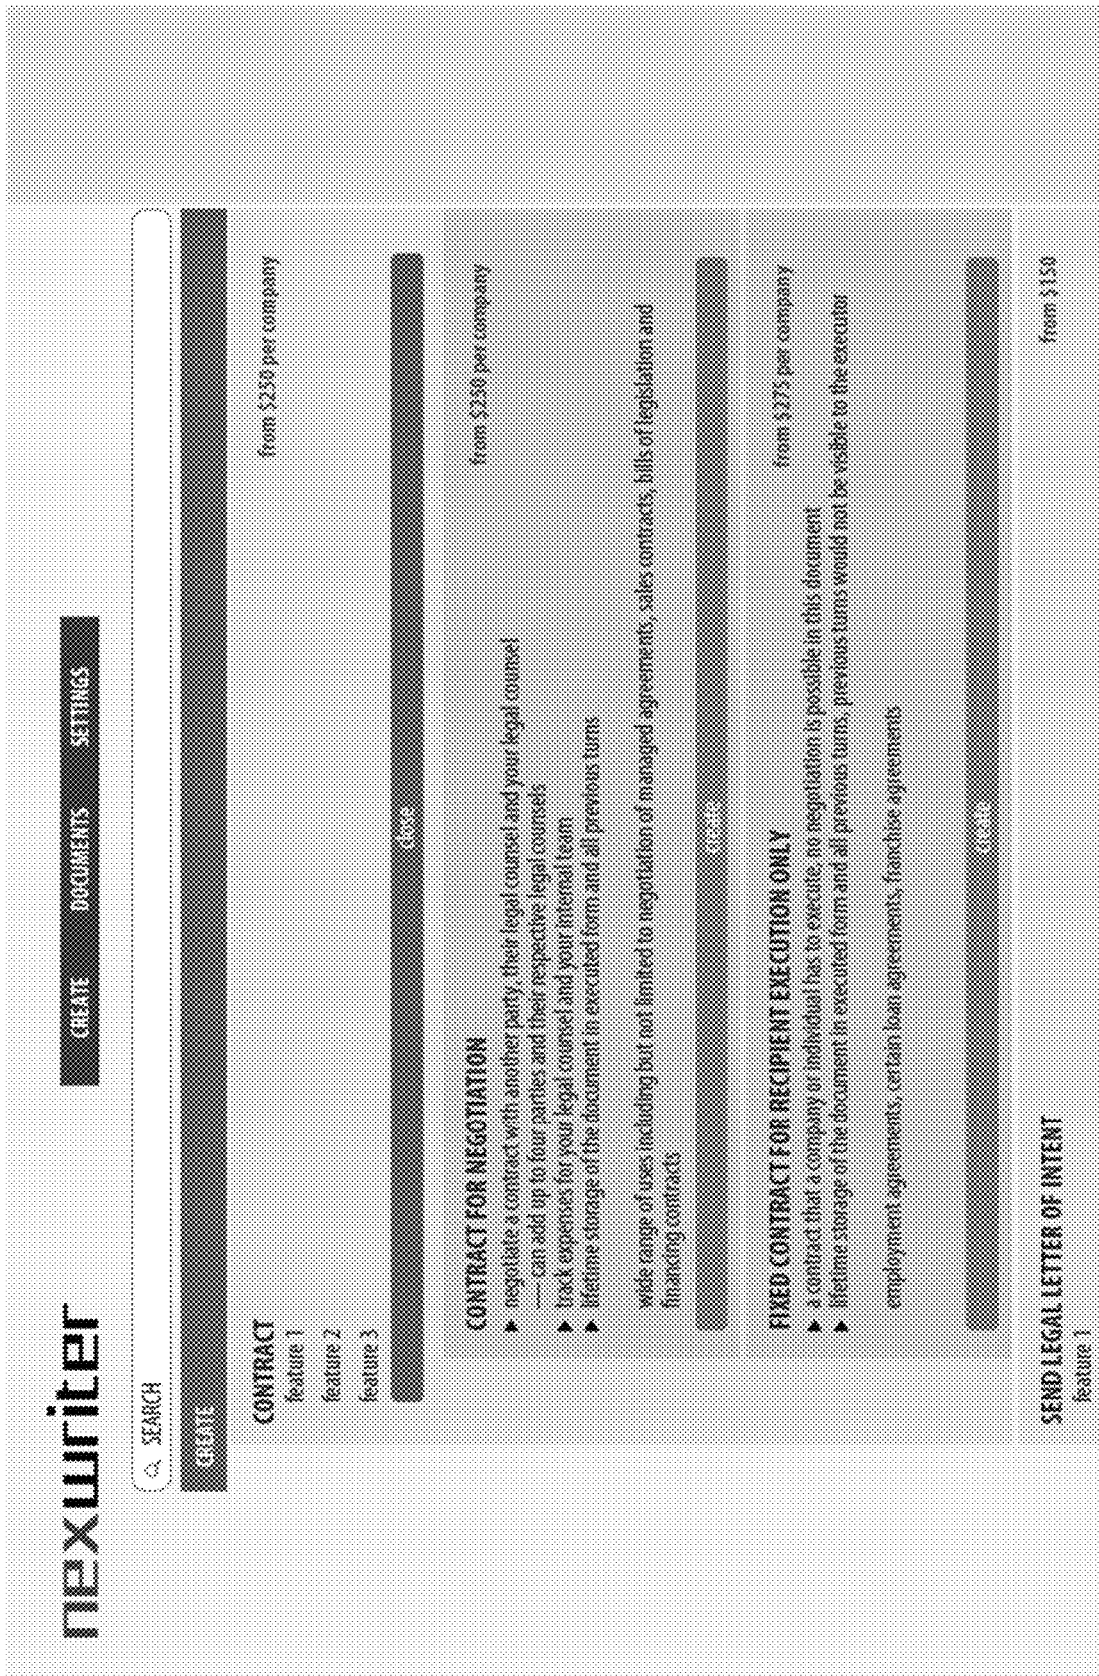 nexwriter
CREATE DOCUMENTS SETTINGS
SEARCH
CREATE
CONTRACT from $250 per company
feature 1
feature 2
feature 3
close
CONTRACT FOR NEGOTIATION from $250 per company
▶ negotiate a contract with another party, their legal counsel and your legal counsel
— can add up to four parties and their respective legal counsels
▶ track expenses for your legal counsel and your internal team
▶ lifetime storage of the document in executed form and all previous turns
wide range of uses including but not limited to negotiation of managed agreements, sales contracts, bills of legislation and
financing contracts
create
FIXED CONTRACT FOR RECIPIENT EXECUTION ONLY from $275 per company
▶ a contract that a company or individual has to execute, no negotiation is possible in this document
▶ lifetime storage of the document in executed form and all previous turns, previous turns would not be visible to the executor
employment agreements, certain loan agreements, franchise agreements
create
SEND LEGAL LETTER OF INTENT from $150
feature 1